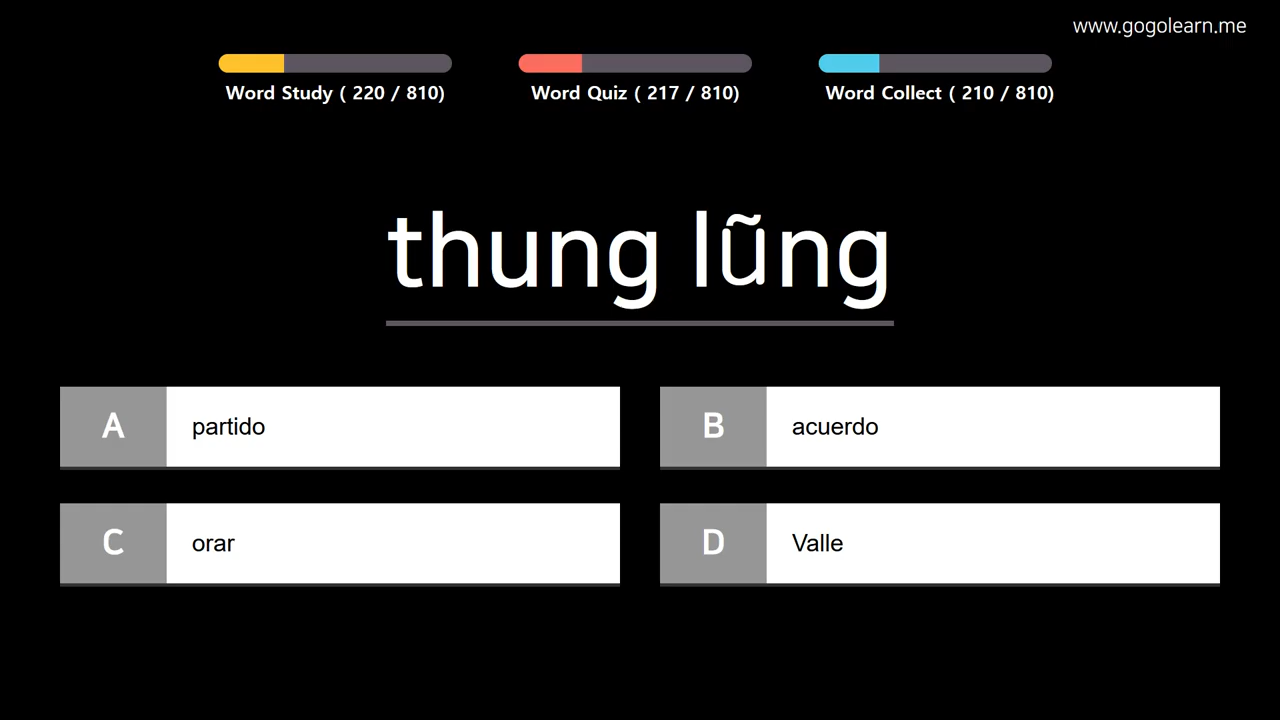 www.gogolearn.me
Word Study ( 220 / 810)
Word Quiz ( 217 / 810)
Word Collect ( 210 / 810)
thung lũng
A partido
B acuerdo
C orar
D Valle